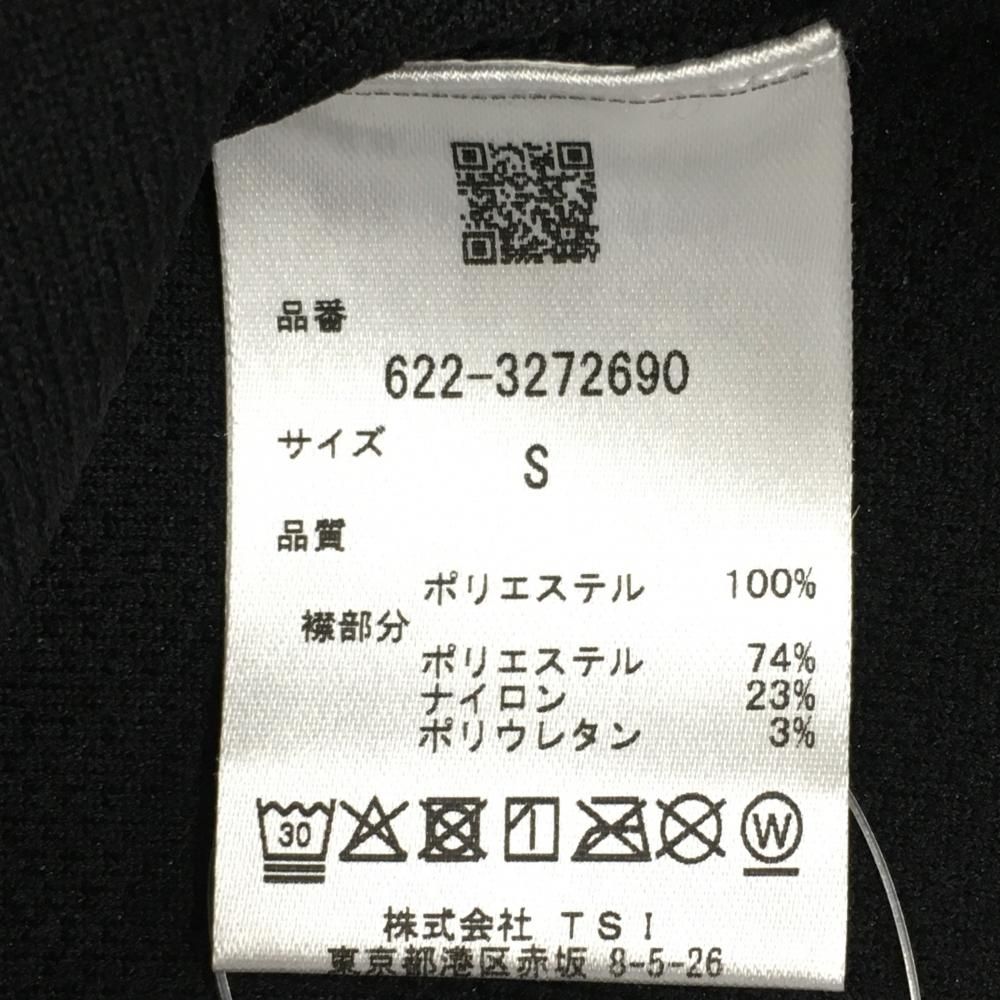 品番
622-3272690
サイズ S
品質
ポリエステル 100%
襟部分
ポリエステル 74%
ナイロン 23%
ポリウレタン 3%
30 W
株式会社 TSI
東京都港区赤坂 8-5-26